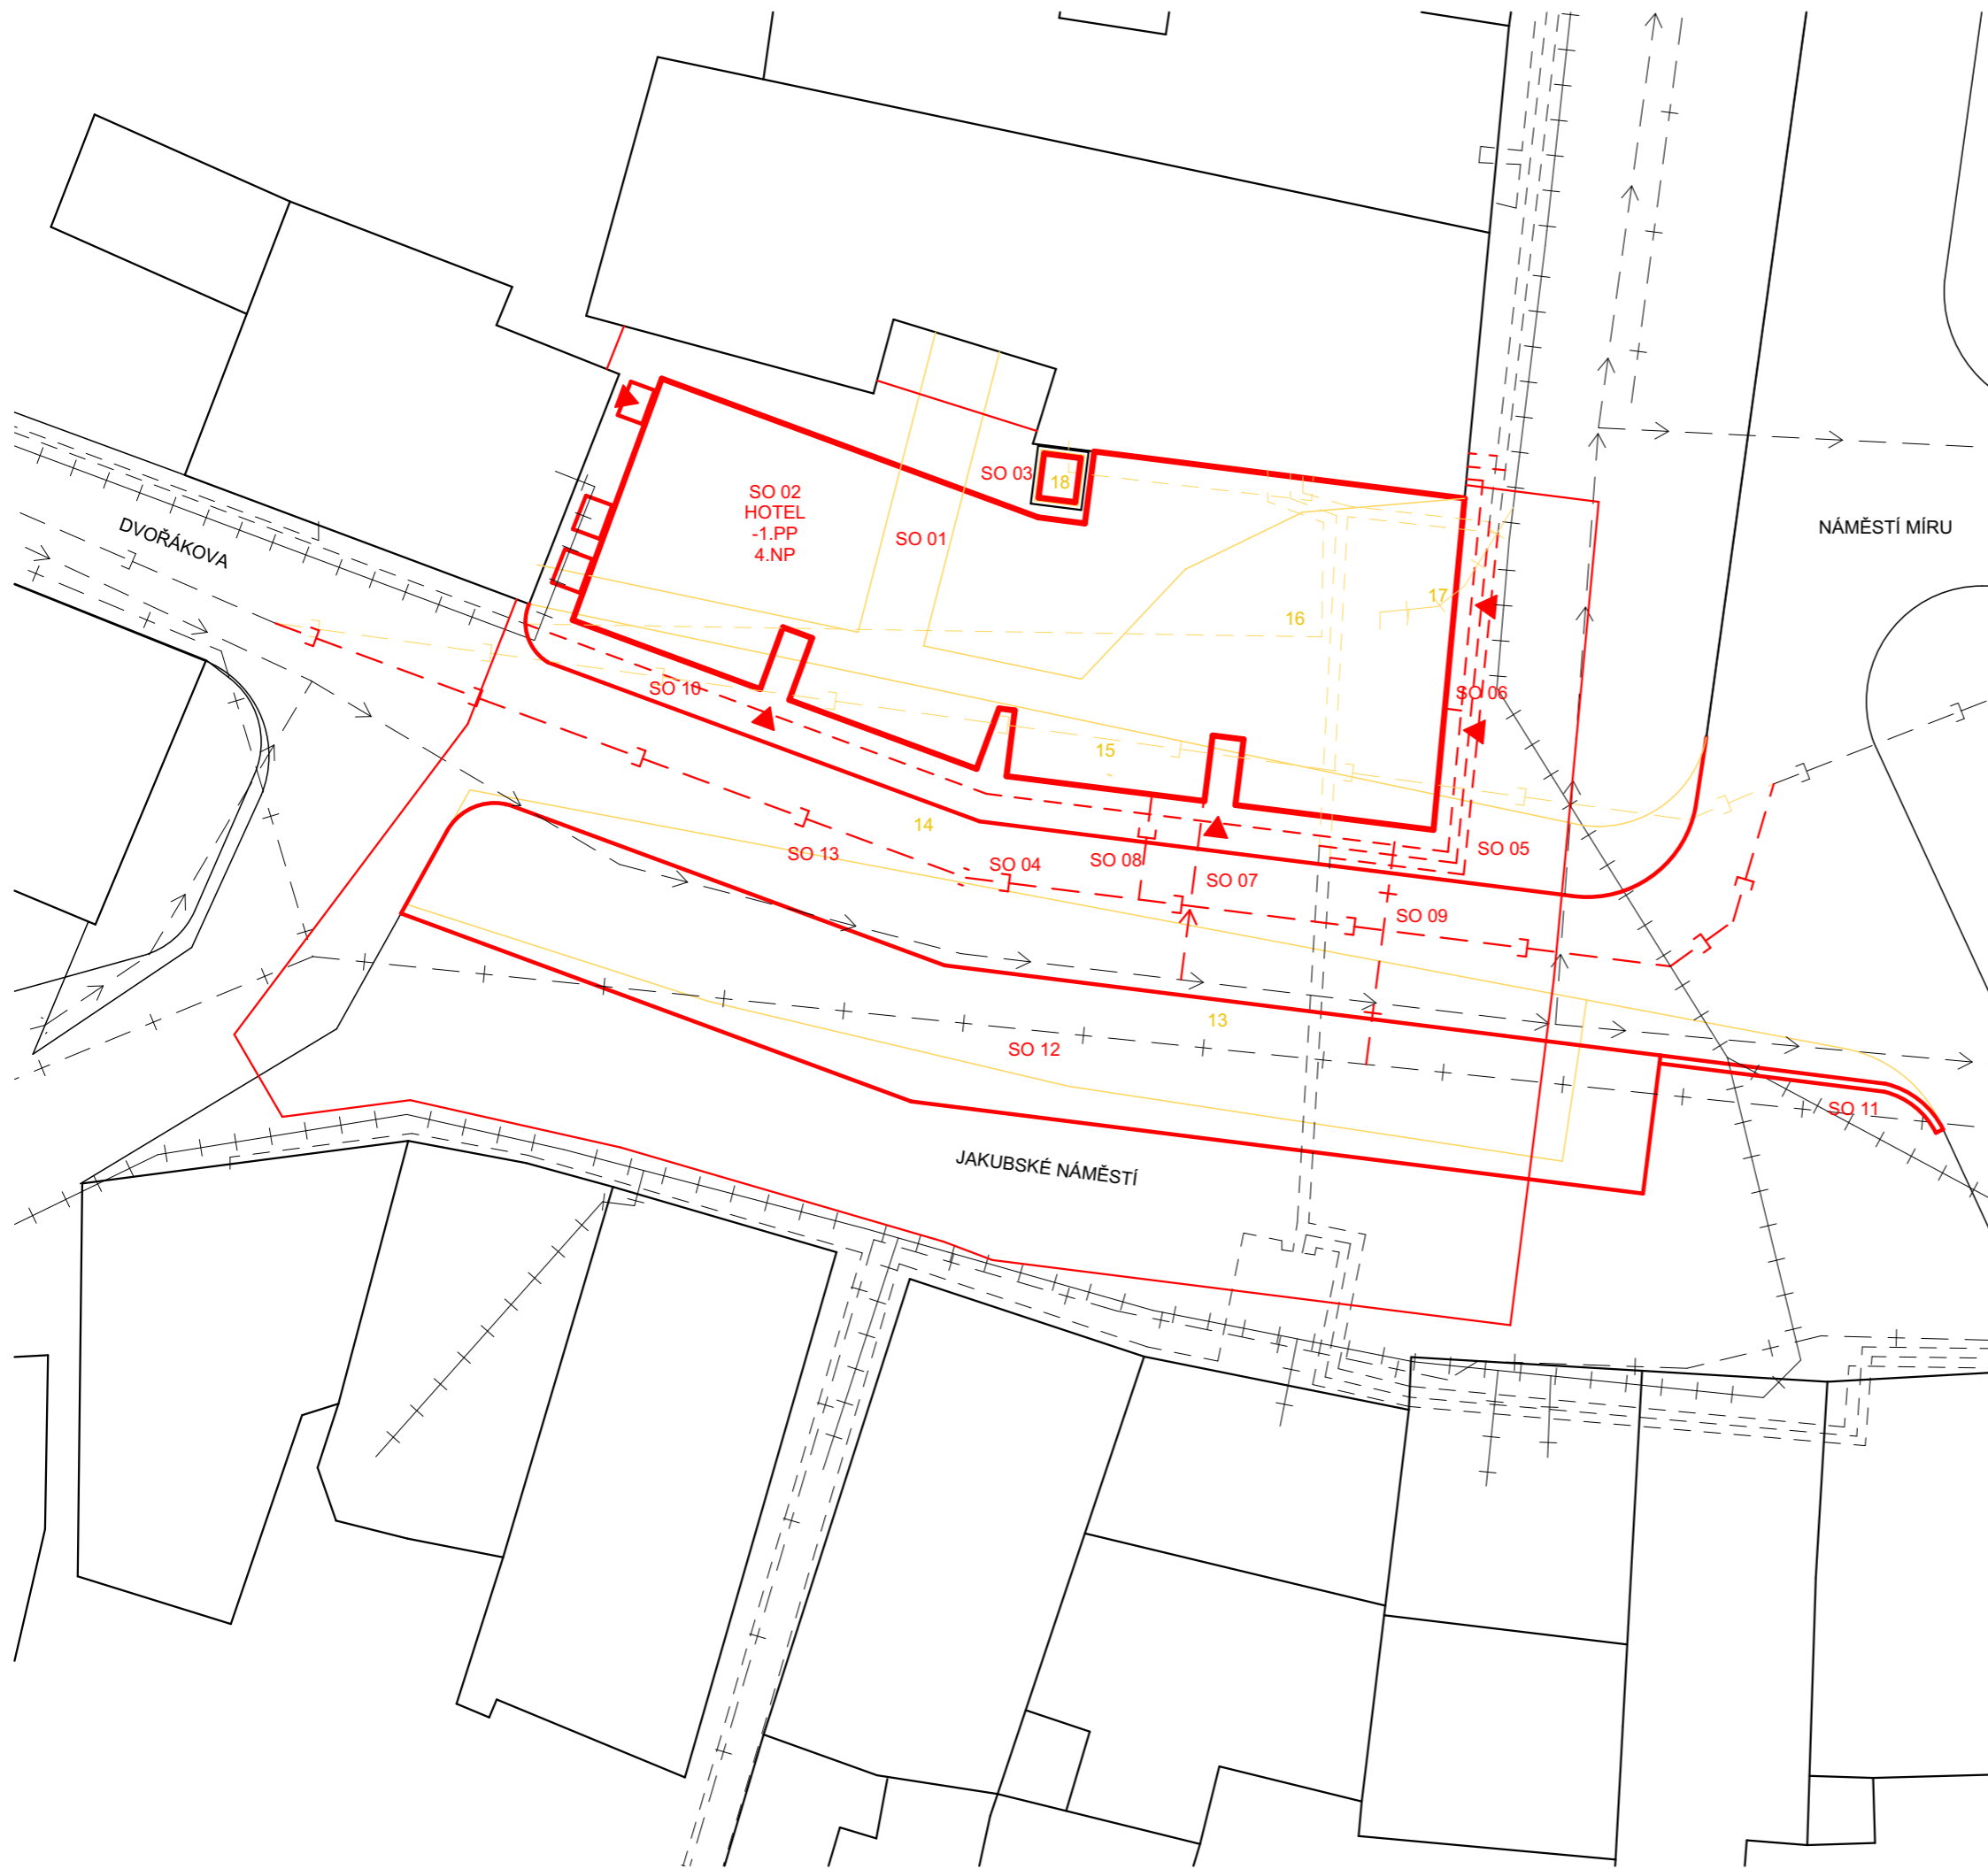 SO 03
18
SO 02
HOTEL
-1.PP
4.NP
DVOŘÁKOVA
SO 01
NÁMĚSTÍ MÍRU
17
16
SO 10
SO 06
15
14
SO 13
SO 04
SO 08
SO 07
SO 05
SO 09
13
SO 12
SO 11
JAKUBSKÉ NÁMĚSTÍ